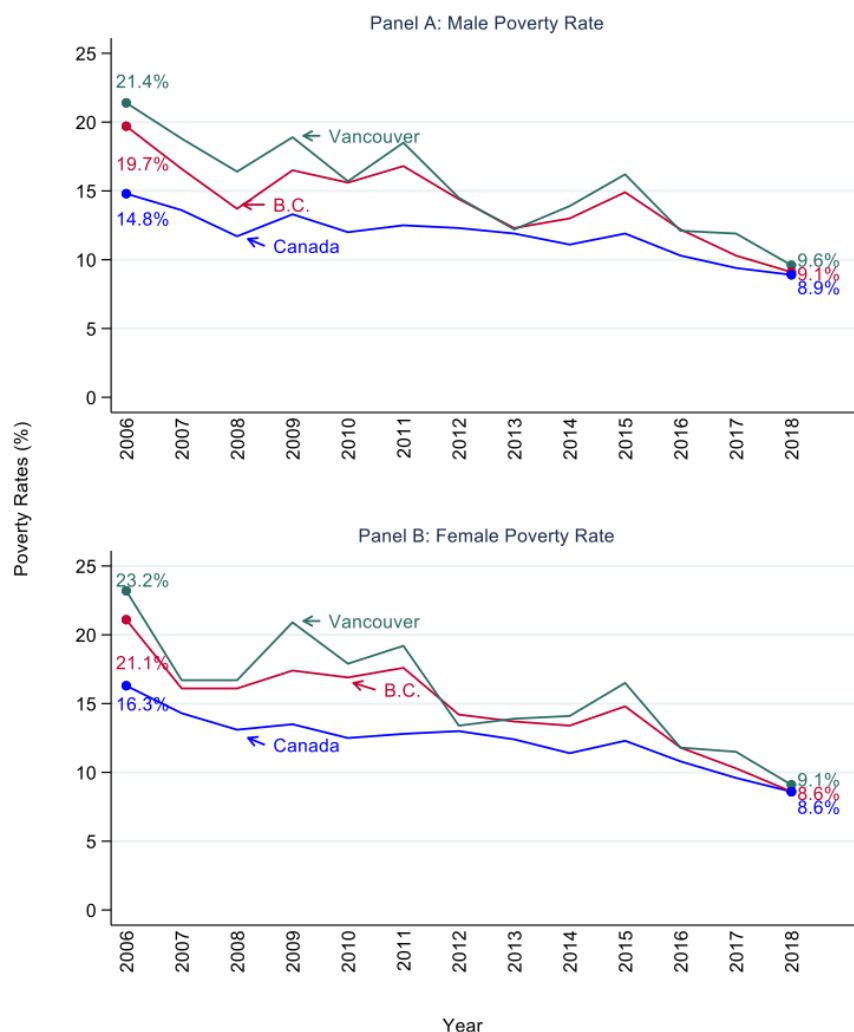 Panel A: Male Poverty Rate
25
21.4%
20
Vancouver
19.7%
15
B.C.
14.8%
Canada
10
9.6%
9.1%
8.9%
5
0
2006 2007 2008 2009 2010 2011 2012 2013 2014 2015 2016 2017 2018
Poverty Rates (%)
Panel B: Female Poverty Rate
25
23.2%
Vancouver
20
21.1%
B.C.
15
16.3%
Canada
10
9.1%
8.6%
8.6%
5
0
2006 2007 2008 2009 2010 2011 2012 2013 2014 2015 2016 2017 2018
Year